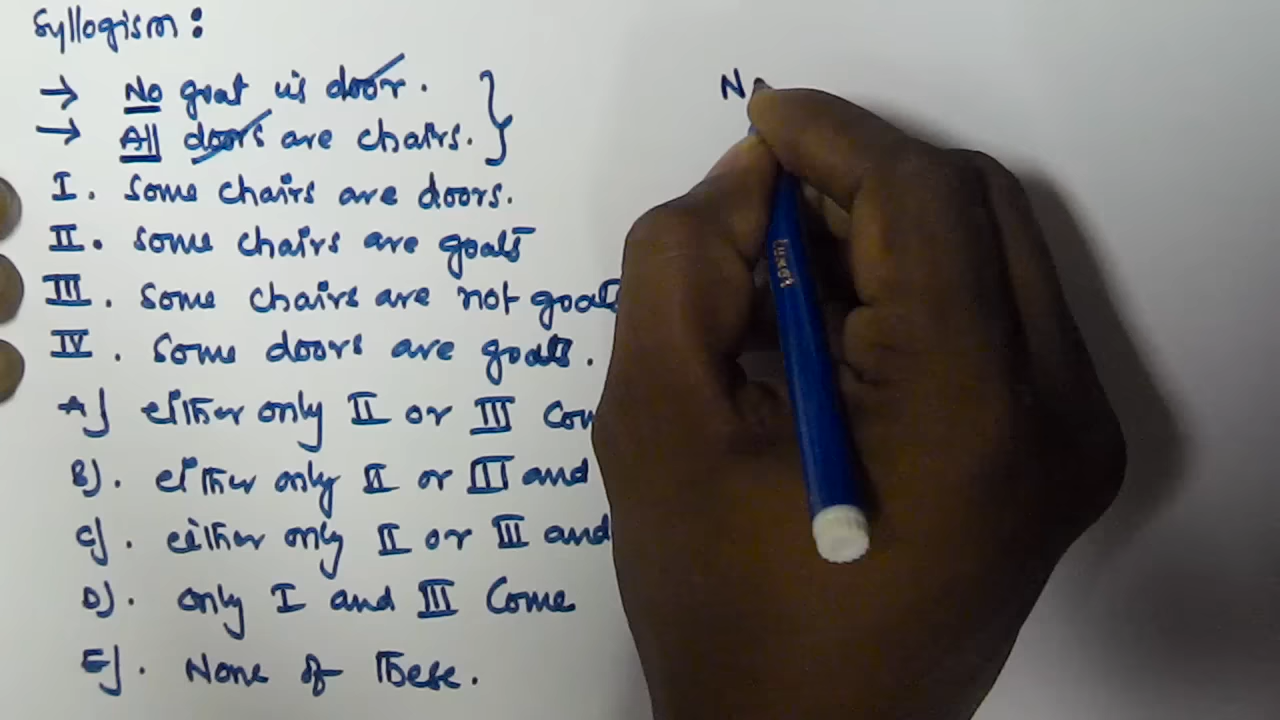 Syllogism:
→ No goat is door.
→ All doors are chairs.
I. Some chairs are doors.
II. Some chairs are goats
III. Some chairs are not goats
IV. Some doors are goats.
A) either only II or III
B). either only II or III and
C). either only II or III and
D). only I and III Come
E). None of these.
N
Luxor